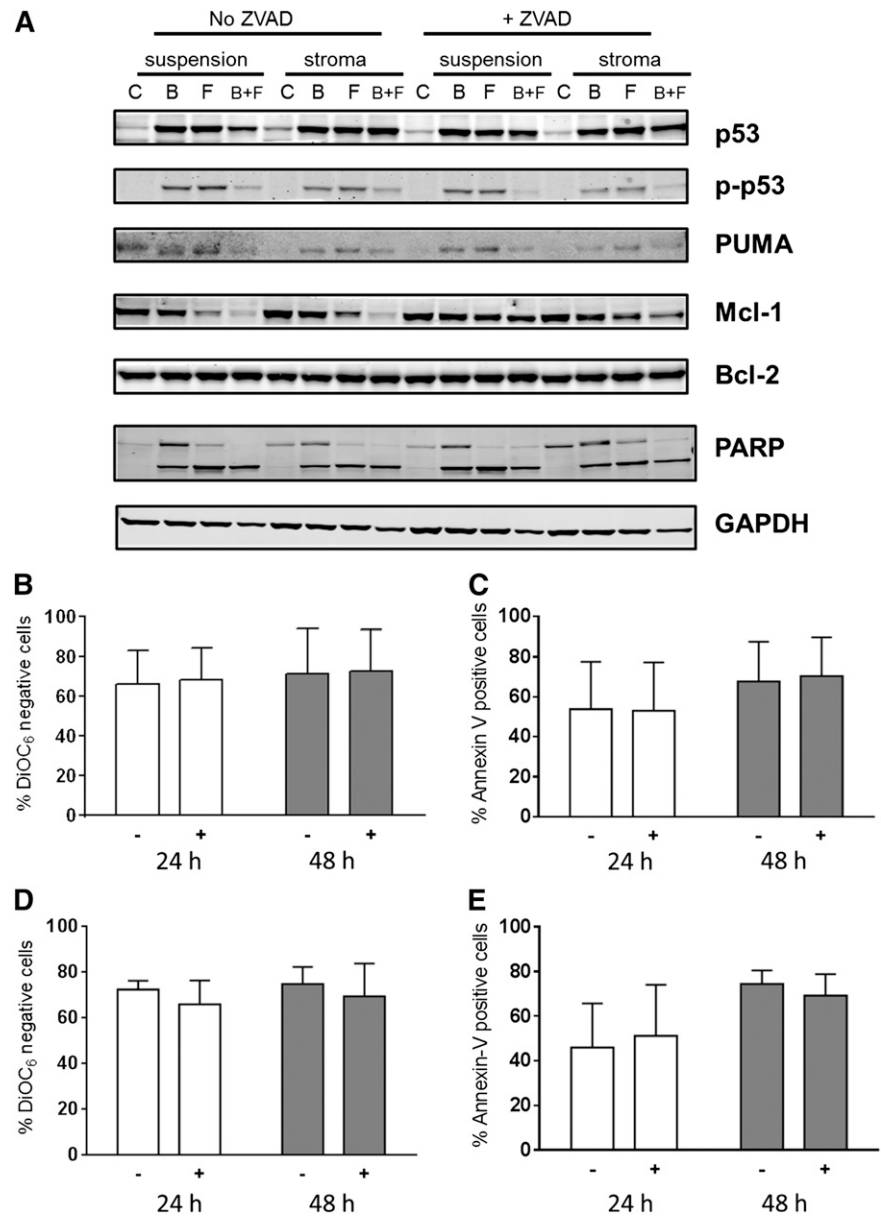 A
No ZVAD + ZVAD
suspension stroma suspension stroma
C B F B+F C B F B+F C B F B+F C B F B+F
p53
p-p53
PUMA
Mcl-1
Bcl-2
PARP
GAPDH
B
% DiOC6 negative cells
100
80
60
40
20
0
- + - +
24 h 48 h
C
% Annexin V positive cells
100
80
60
40
20
0
- + - +
24 h 48 h
D
% DiOC6 negative cells
100
80
60
40
20
0
- + - +
24 h 48 h
E
% Annexin-V positive cells
100
80
60
40
20
0
- + - +
24 h 48 h